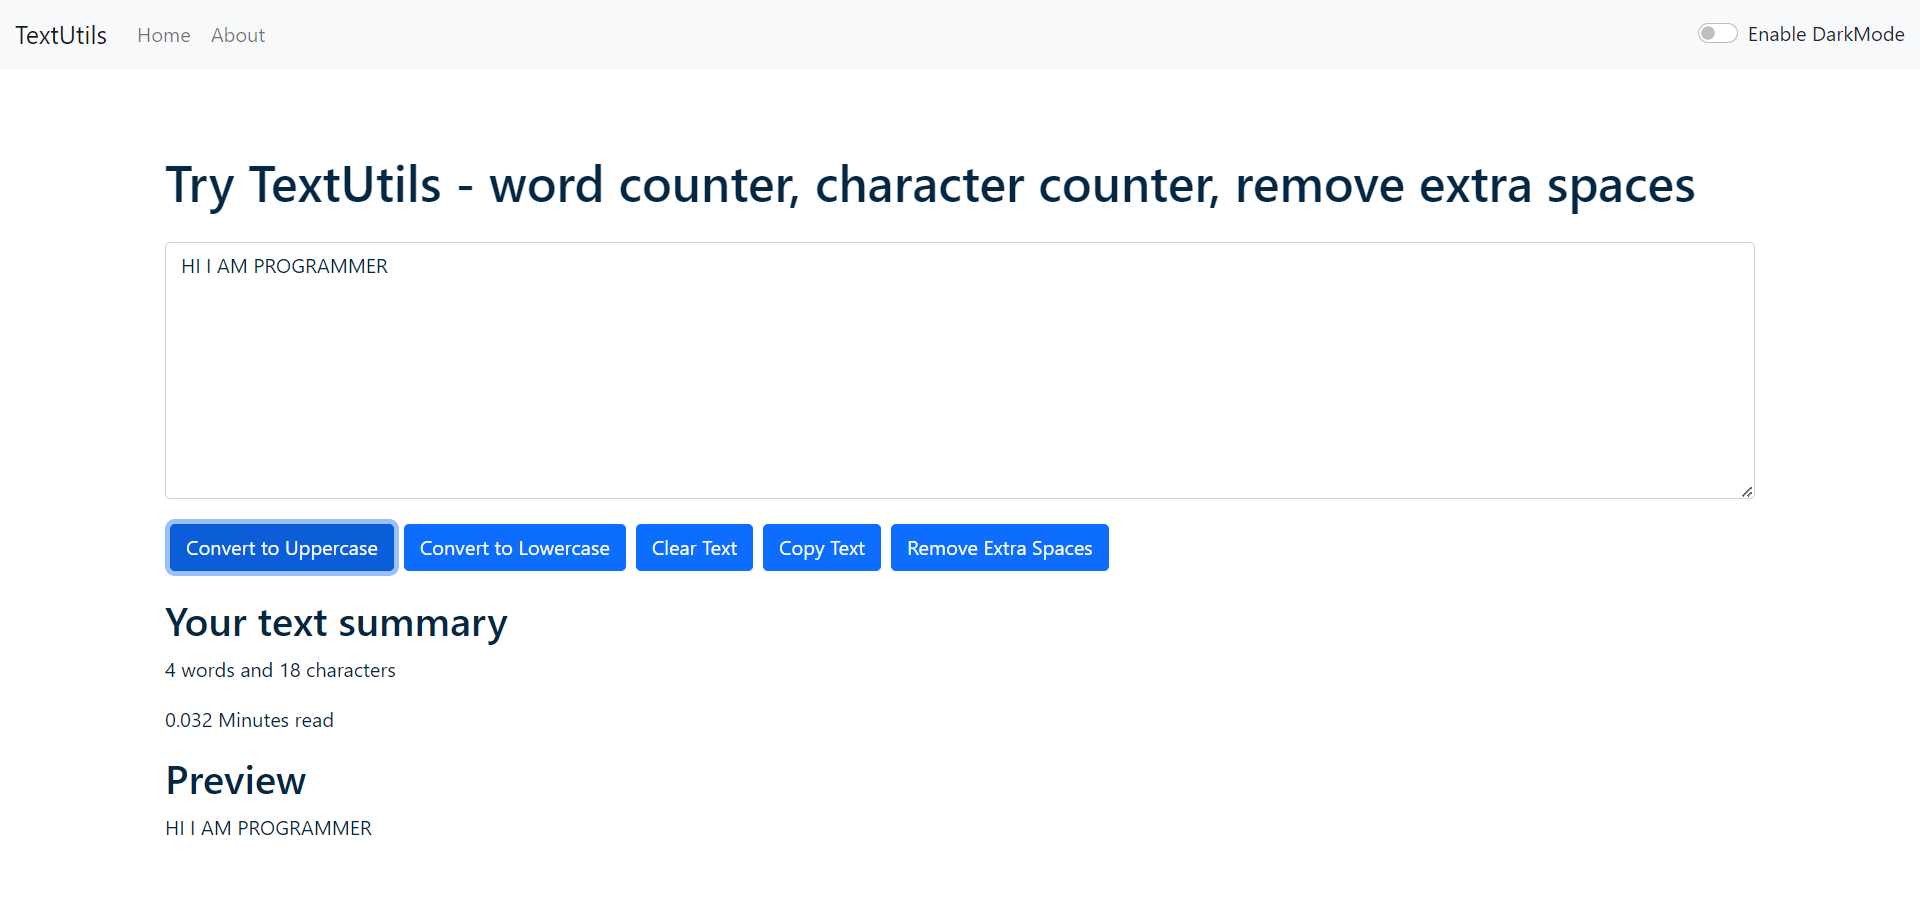 TextUtils Home About Enable DarkMode
Try TextUtils - word counter, character counter, remove extra spaces
HI I AM PROGRAMMER
Convert to Uppercase Convert to Lowercase Clear Text Copy Text Remove Extra Spaces
Your text summary
4 words and 18 characters
0.032 Minutes read
Preview
HI I AM PROGRAMMER